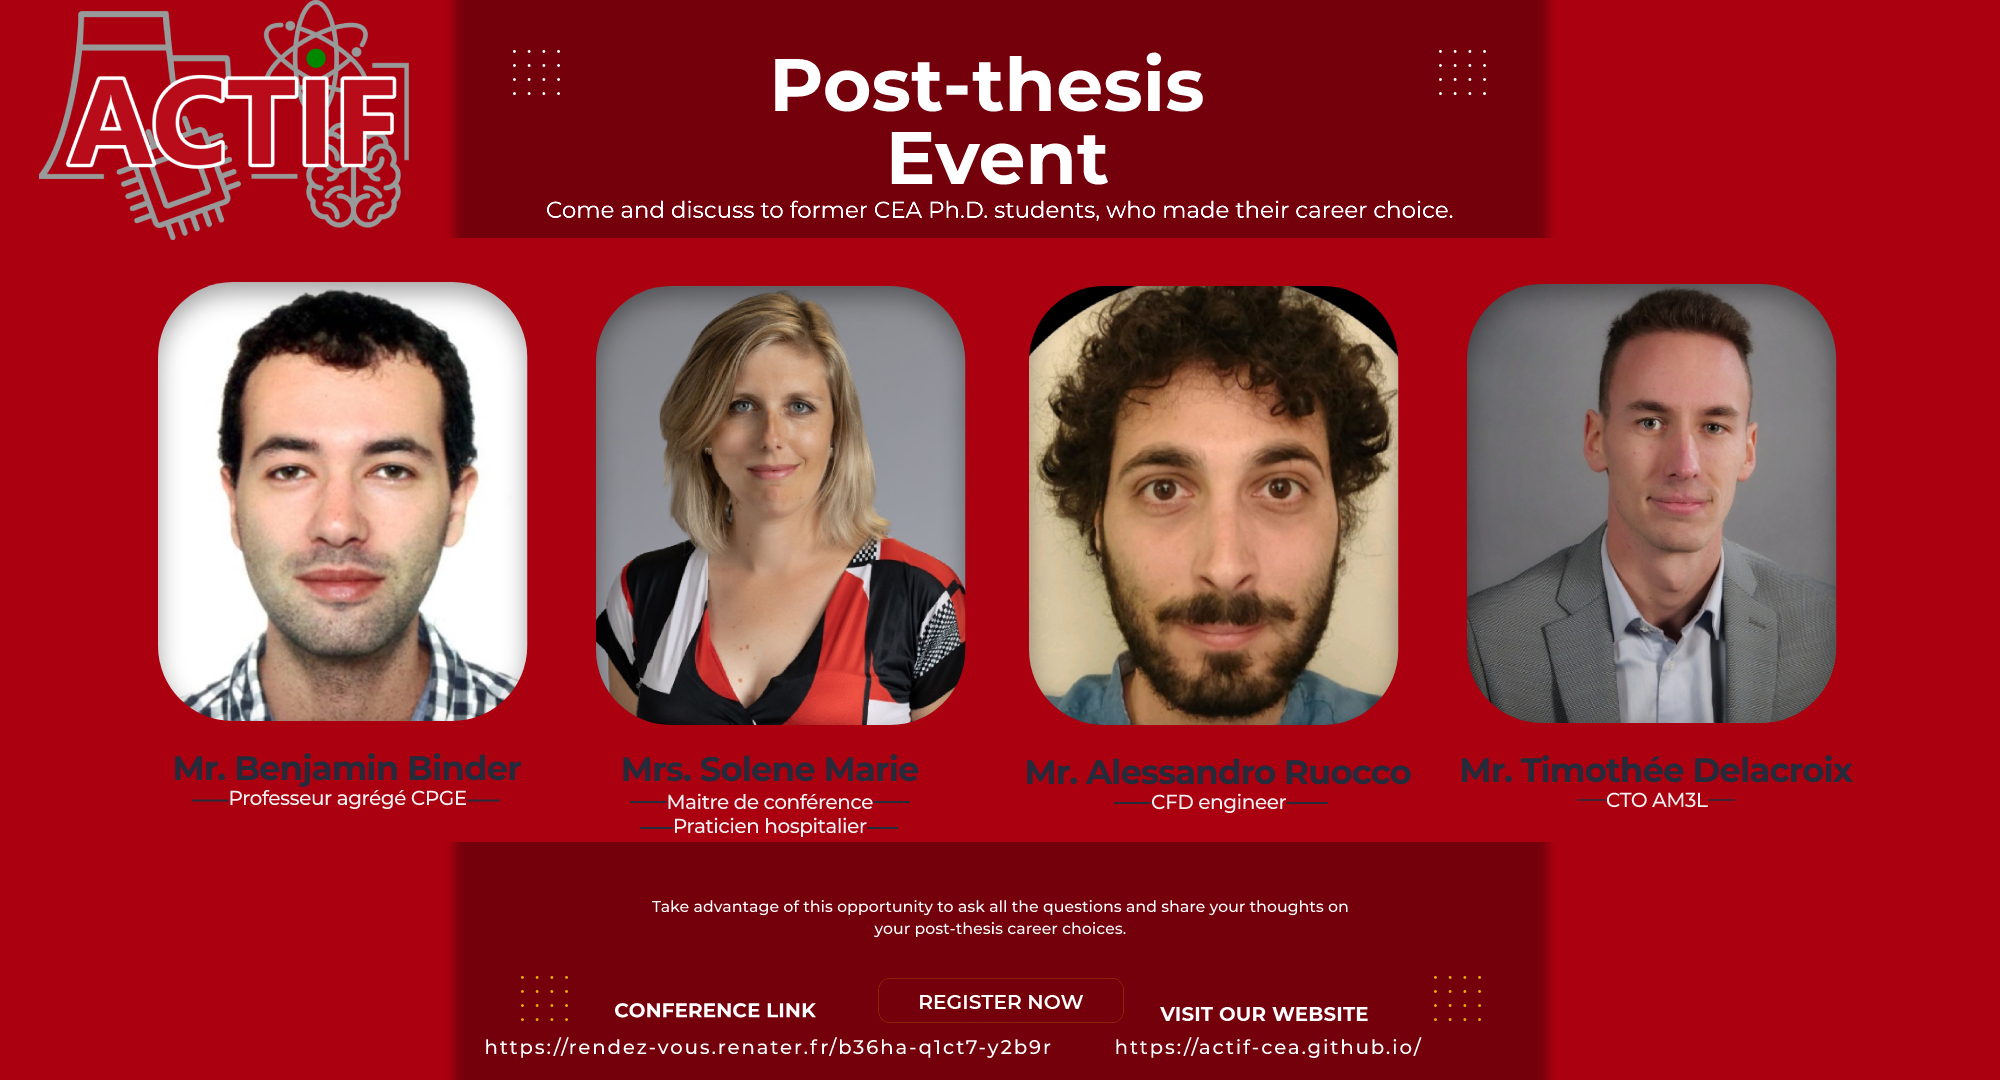 ACTIF
Post-thesis
Event
Come and discuss to former CEA Ph.D. students, who made their career choice.
Mr. Benjamin Binder
Professeur agrégé CPGE
Mrs. Solene Marie
Maitre de conférence
Praticien hospitalier
Mr. Alessandro Ruocco
CFD engineer
Mr. Timothée Delacroix
CTO AM3L
Take advantage of this opportunity to ask all the questions and share your thoughts on
your post-thesis career choices.
CONFERENCE LINK
https://rendez-vous.renater.fr/b36ha-q1ct7-y2b9r
REGISTER NOW
VISIT OUR WEBSITE
https://actif-cea.github.io/